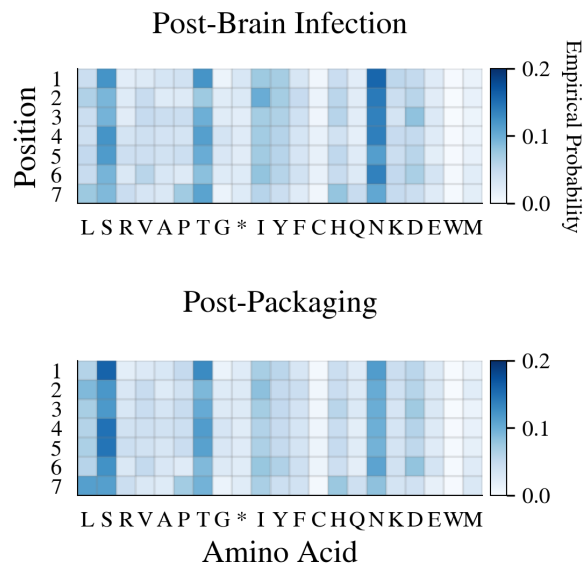 Post-Brain Infection
Position
1
2
3
4
5
6
7
L S R V A P T G * I Y F C H Q N K D E W M
0.2
0.1
0.0
Empirical Probability
Post-Packaging
1
2
3
4
5
6
7
L S R V A P T G * I Y F C H Q N K D E W M
0.2
0.1
0.0
Amino Acid